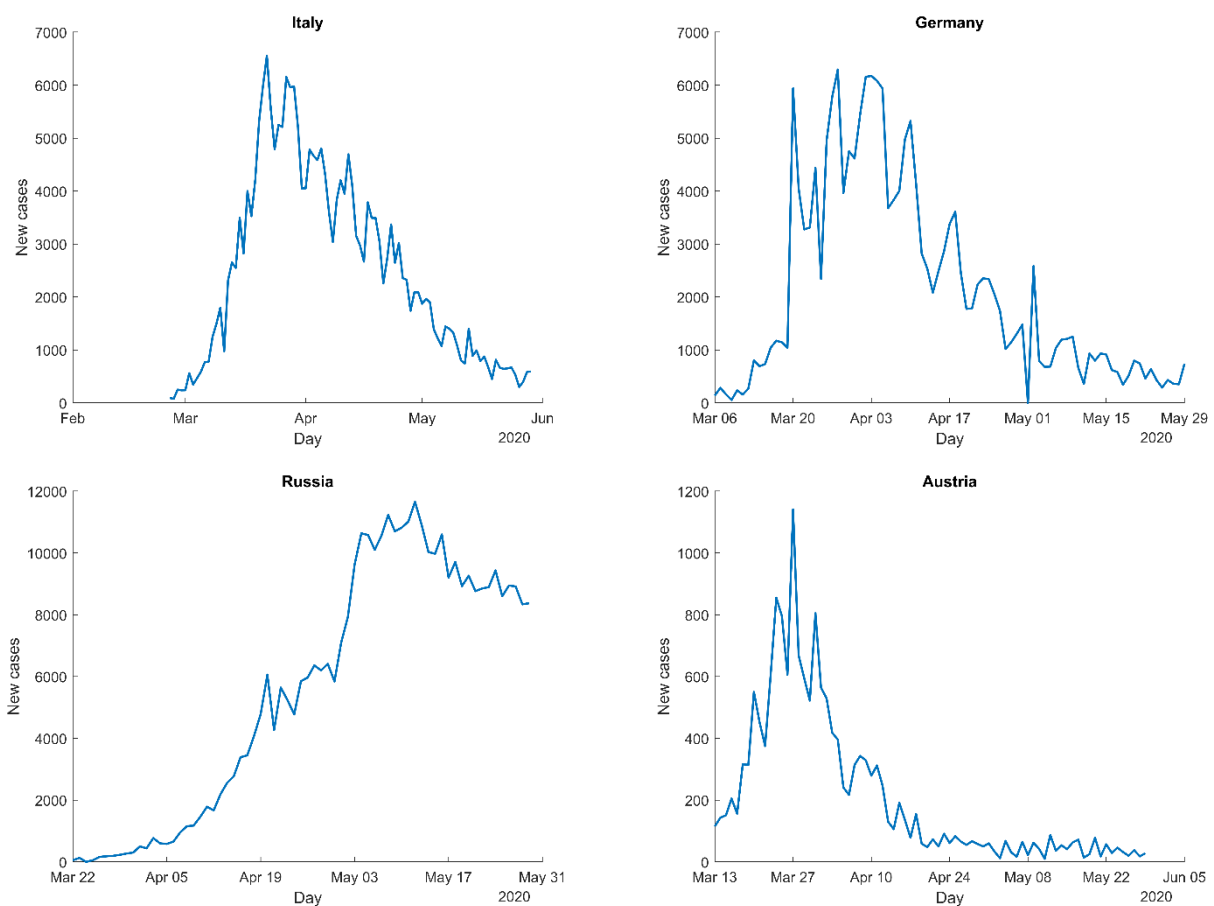 Italy
7000
6000
5000
4000
3000
2000
1000
0
New cases
Feb Mar Apr May Jun
Day 2020
Germany
7000
6000
5000
4000
3000
2000
1000
0
New cases
Mar 06 Mar 20 Apr 03 Apr 17 May 01 May 15 May 29
Day 2020
Russia
12000
10000
8000
6000
4000
2000
0
New cases
Mar 22 Apr 05 Apr 19 May 03 May 17 May 31
Day 2020
Austria
1200
1000
800
600
400
200
0
New cases
Mar 13 Mar 27 Apr 10 Apr 24 May 08 May 22 Jun 05
Day 2020